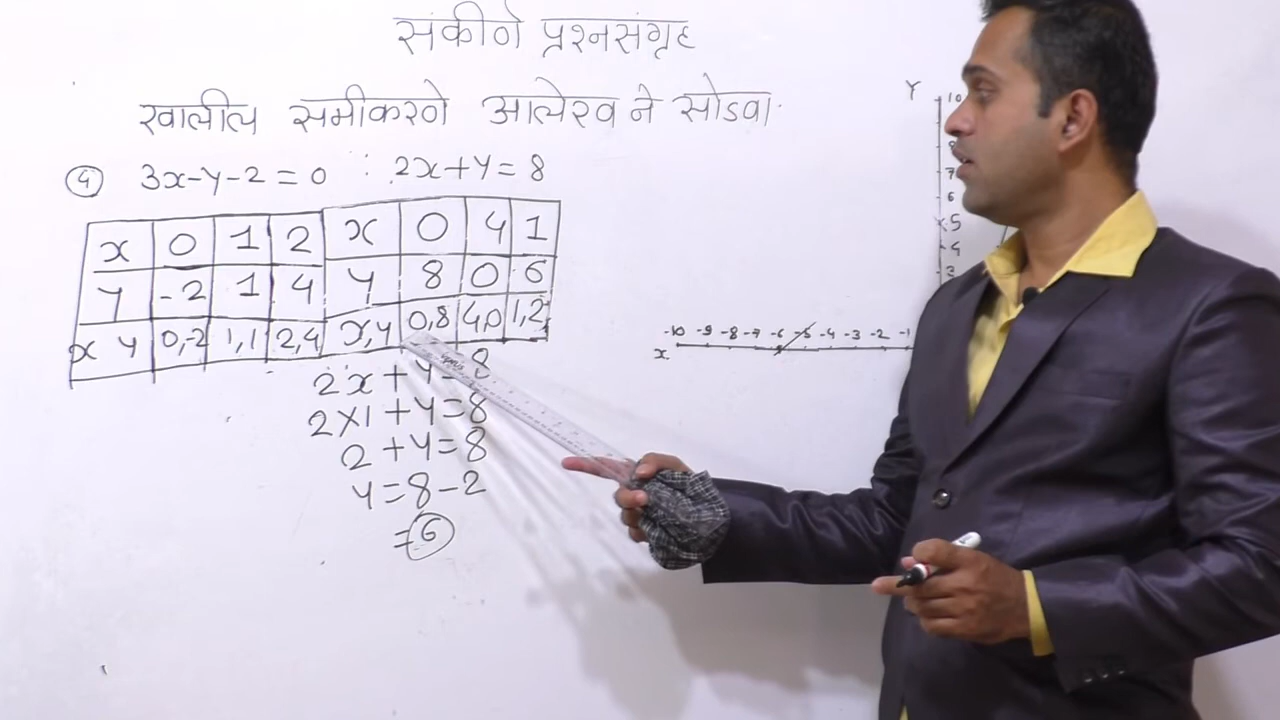 संकीर्ण प्रश्नसंग्रह
खालील समीकरणे आलेख ने सोडवा.
④ 3x-y-2=0 : 2x+y=8
x 0 1 2 x 0 4 1
y -2 1 4 y 8 0 6
x y 0,-2 1,1 2,4 x,y 0,8 4,0 1,2
2x+y=8
2×1+y=8
2+y=8
y=8-2
=6
Y
10
7
6
5
4
3
-10 -9 -8 -7 -6 -5 -4 -3 -2 -1
x